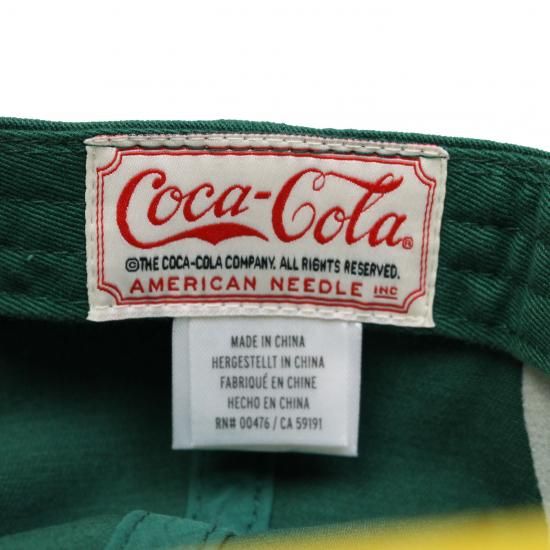 Coca-Cola®
©THE COCA-COLA COMPANY. ALL RIGHTS RESERVED.
AMERICAN NEEDLE INC
MADE IN CHINA
HERGESTELLT IN CHINA
FABRIQUÉ EN CHINE
HECHO EN CHINA
RN# 00476 / CA 59191